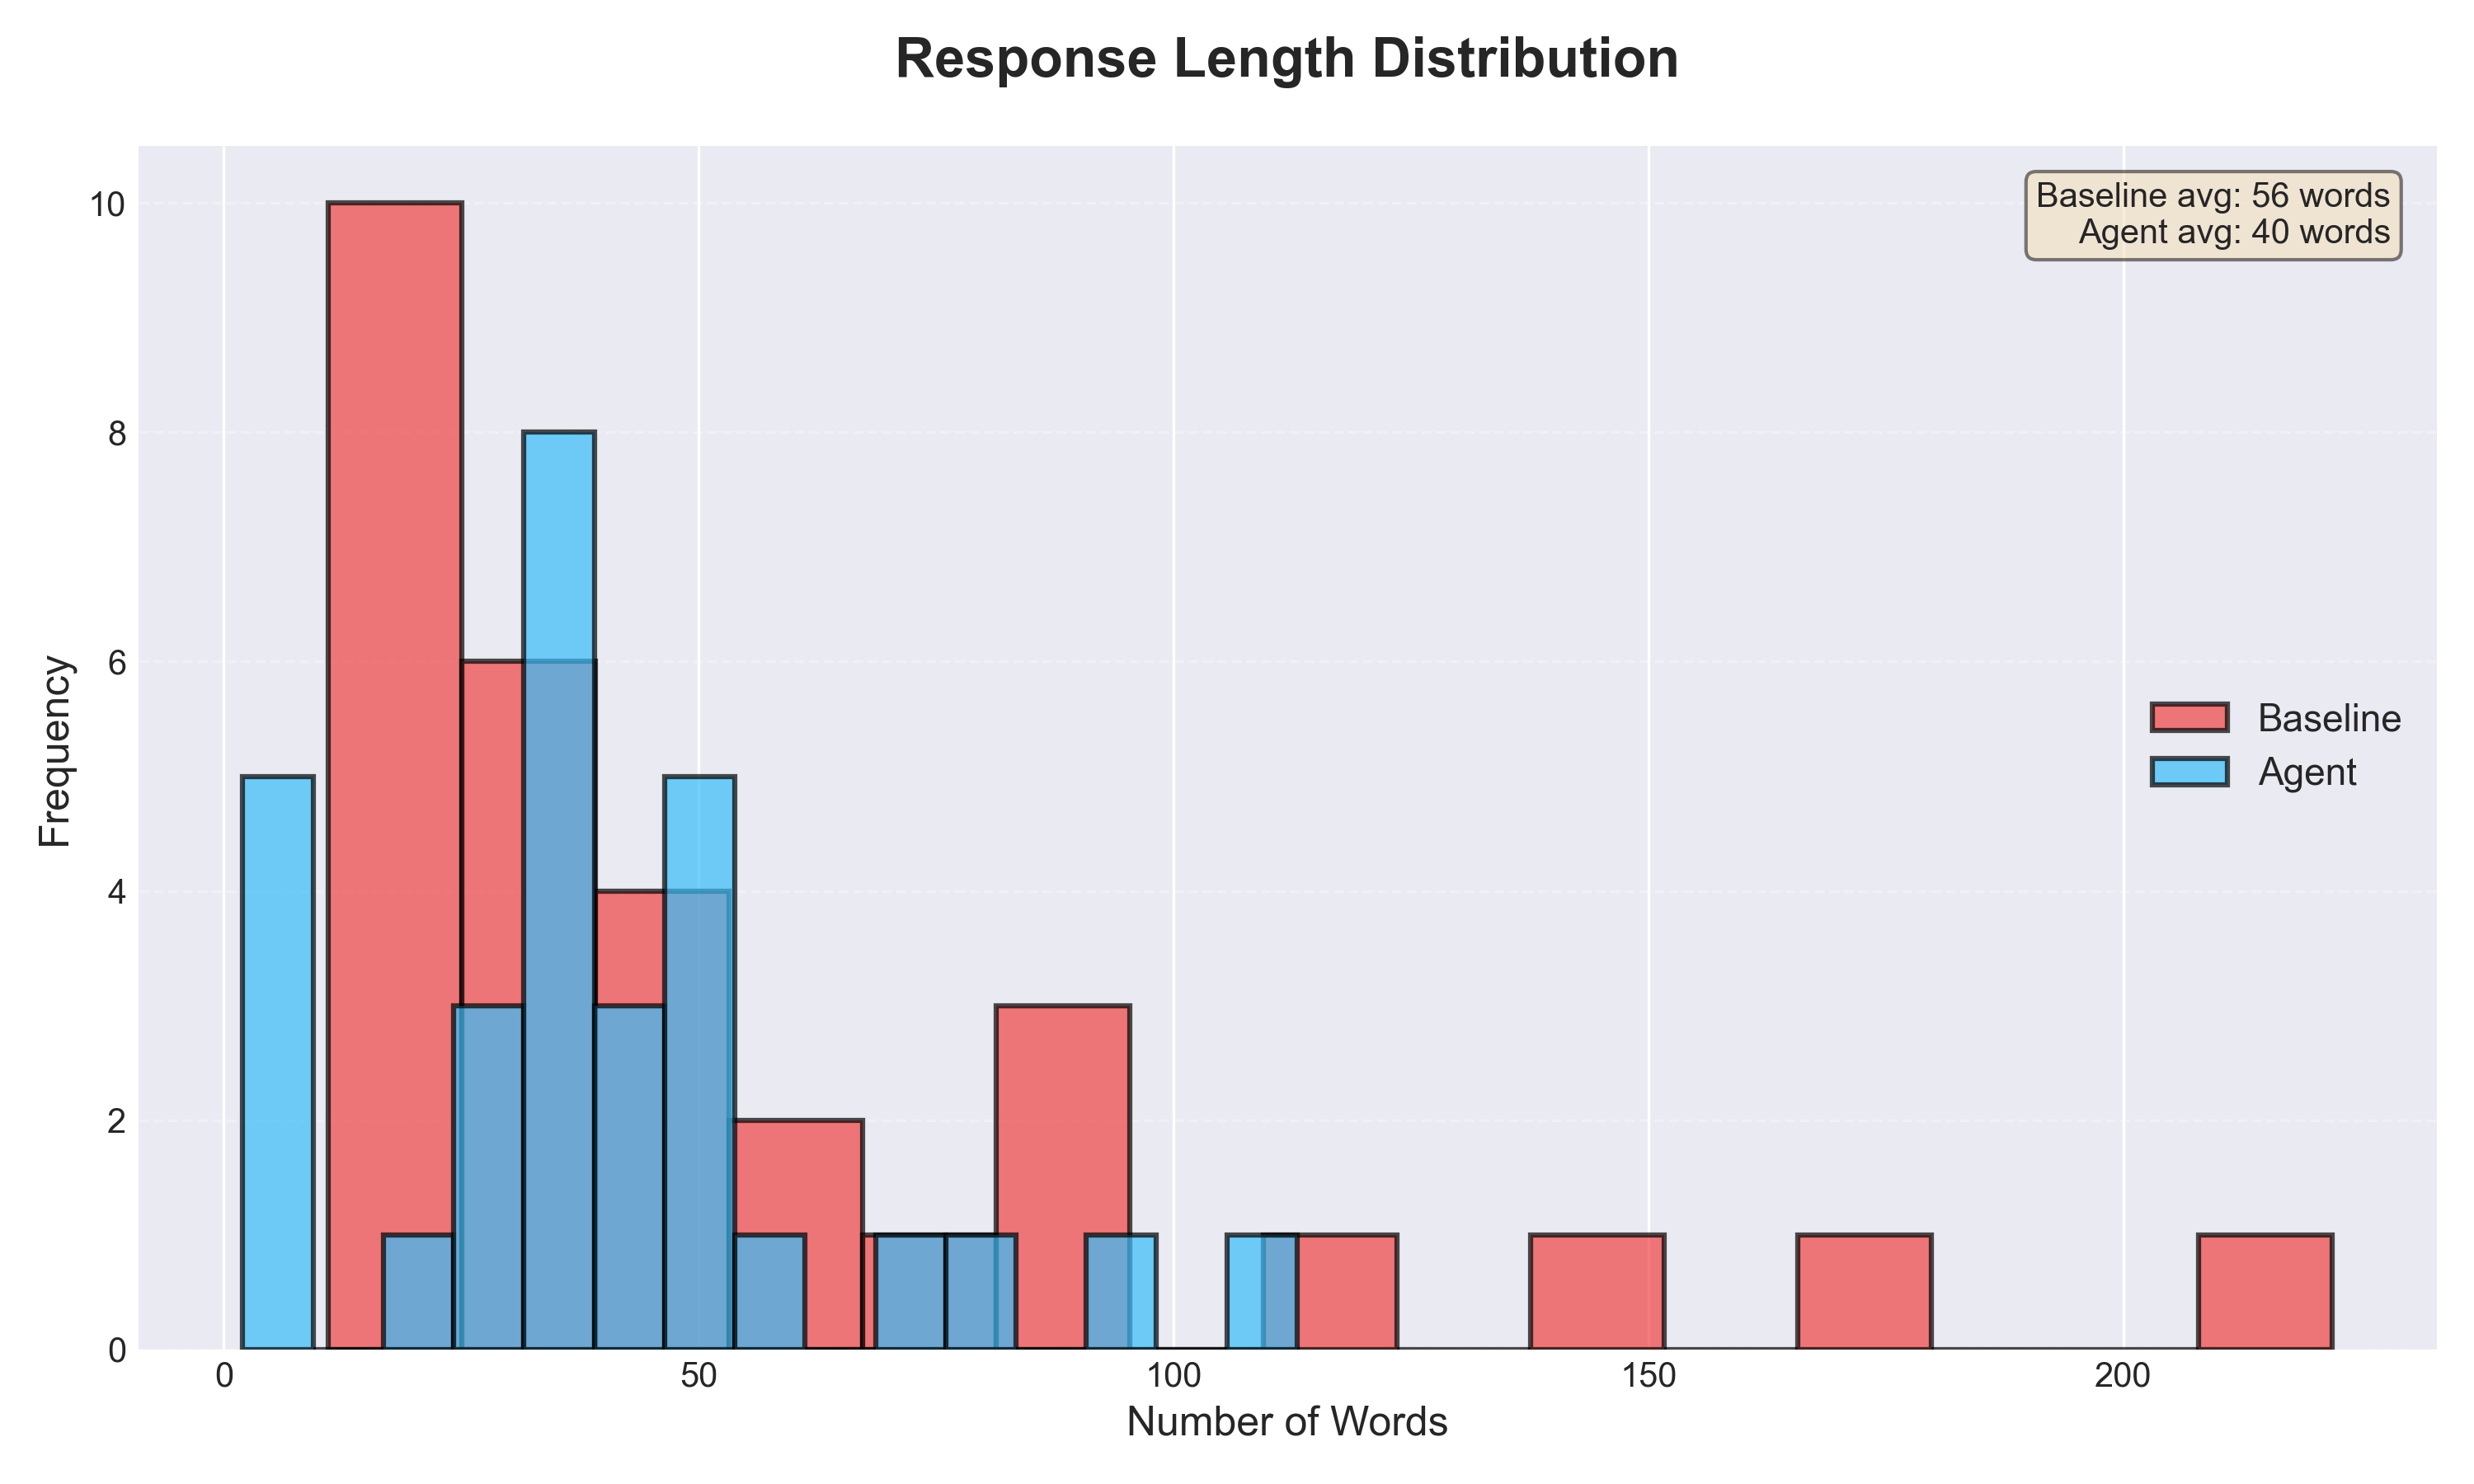 Response Length Distribution
Baseline avg: 56 words
Agent avg: 40 words
10
8
6
4
2
0
Frequency
Baseline
Agent
0 50 100 150 200
Number of Words